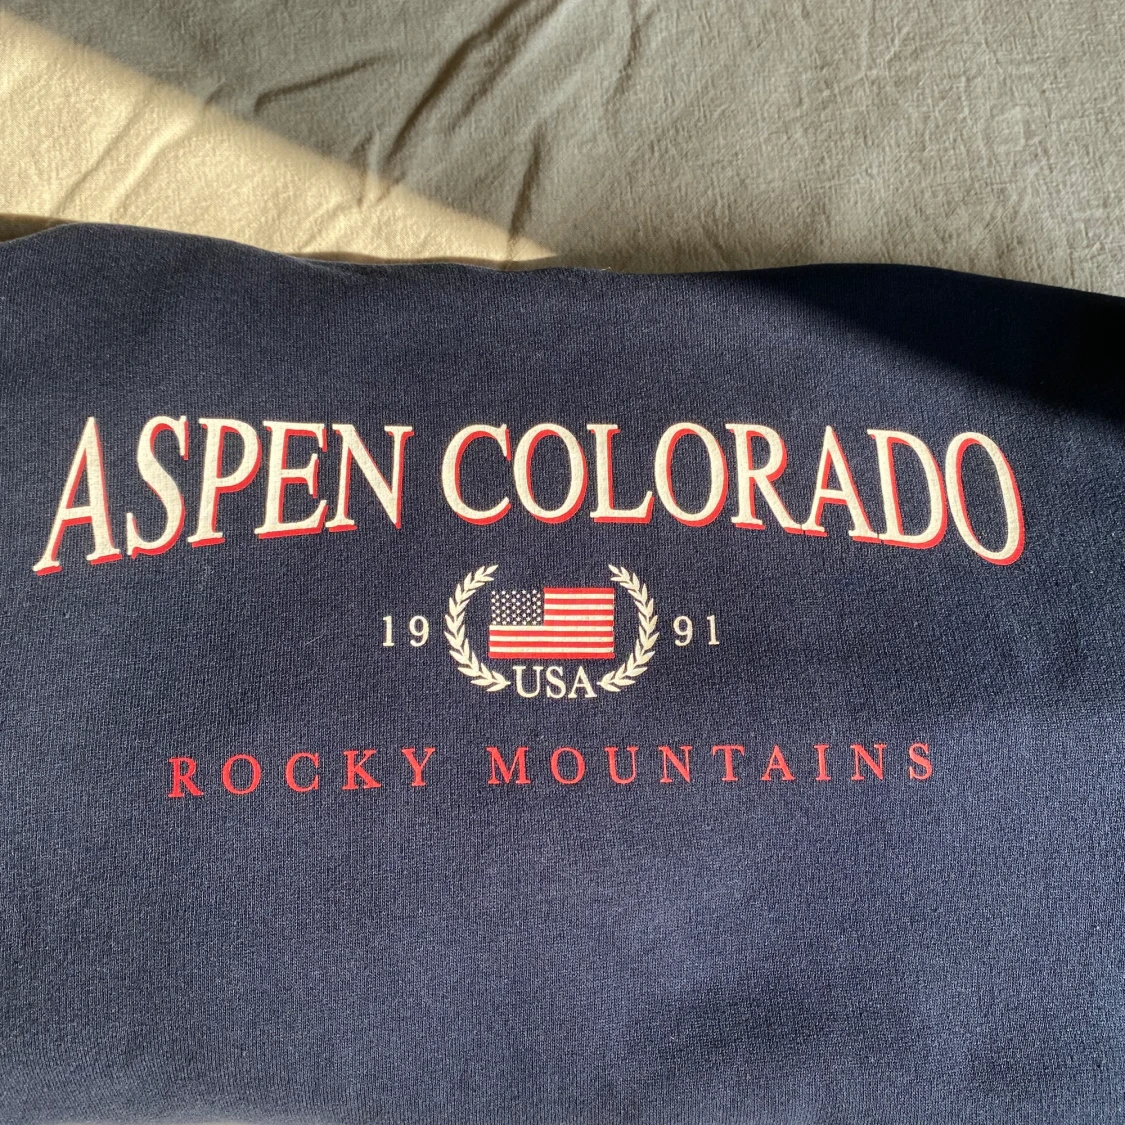 ASPEN COLORADO
19 91
USA
ROCKY MOUNTAINS